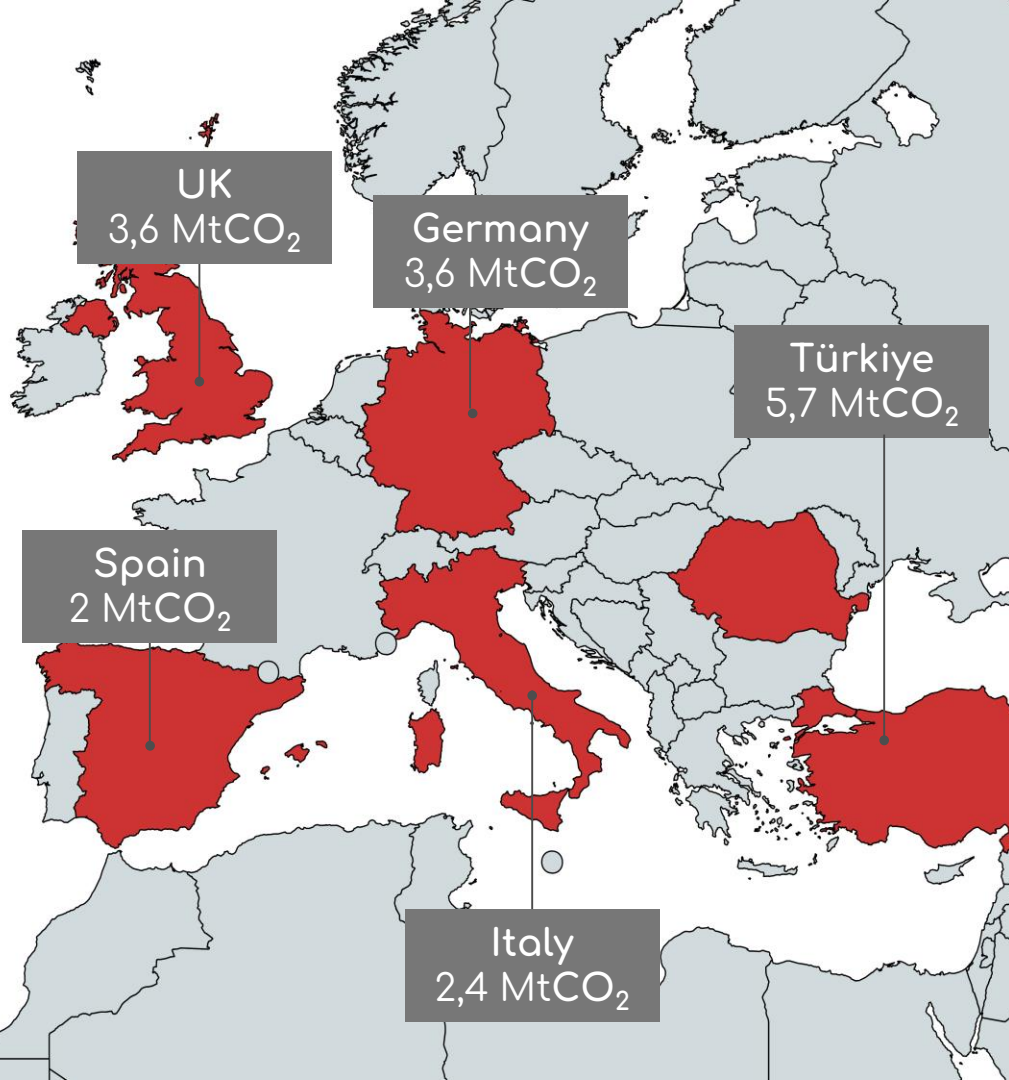 UK
3,6 MtCO₂
Germany
3,6 MtCO₂
Türkiye
5,7 MtCO₂
Spain
2 MtCO₂
Italy
2,4 MtCO₂